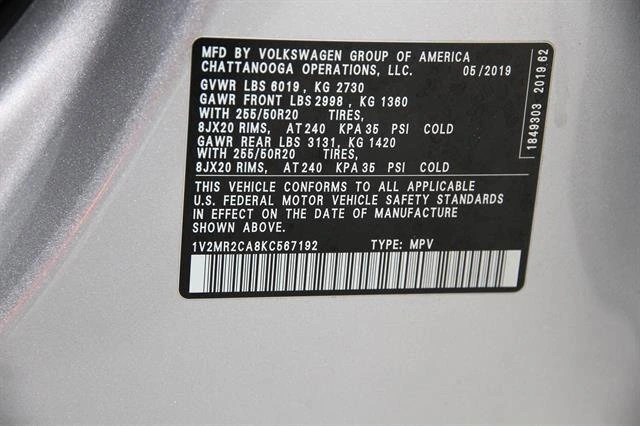 MFD BY VOLKSWAGEN GROUP OF AMERICA
CHATTANOOGA OPERATIONS, LLC. 05/2019
GVWR LBS 6019 , KG 2730
GAWR FRONT LBS 2998 , KG 1360
WITH 255/50R20 TIRES,
8JX20 RIMS, AT 240 KPA 35 PSI COLD
GAWR REAR LBS 3131, KG 1420
WITH 255/50R20 TIRES,
8JX20 RIMS, AT 240 KPA 35 PSI COLD
THIS VEHICLE CONFORMS TO ALL APPLICABLE
U.S. FEDERAL MOTOR VEHICLE SAFETY STANDARDS
IN EFFECT ON THE DATE OF MANUFACTURE
SHOWN ABOVE.
1V2MR2CA8KC567192 TYPE: MPV
1849303 2019.62